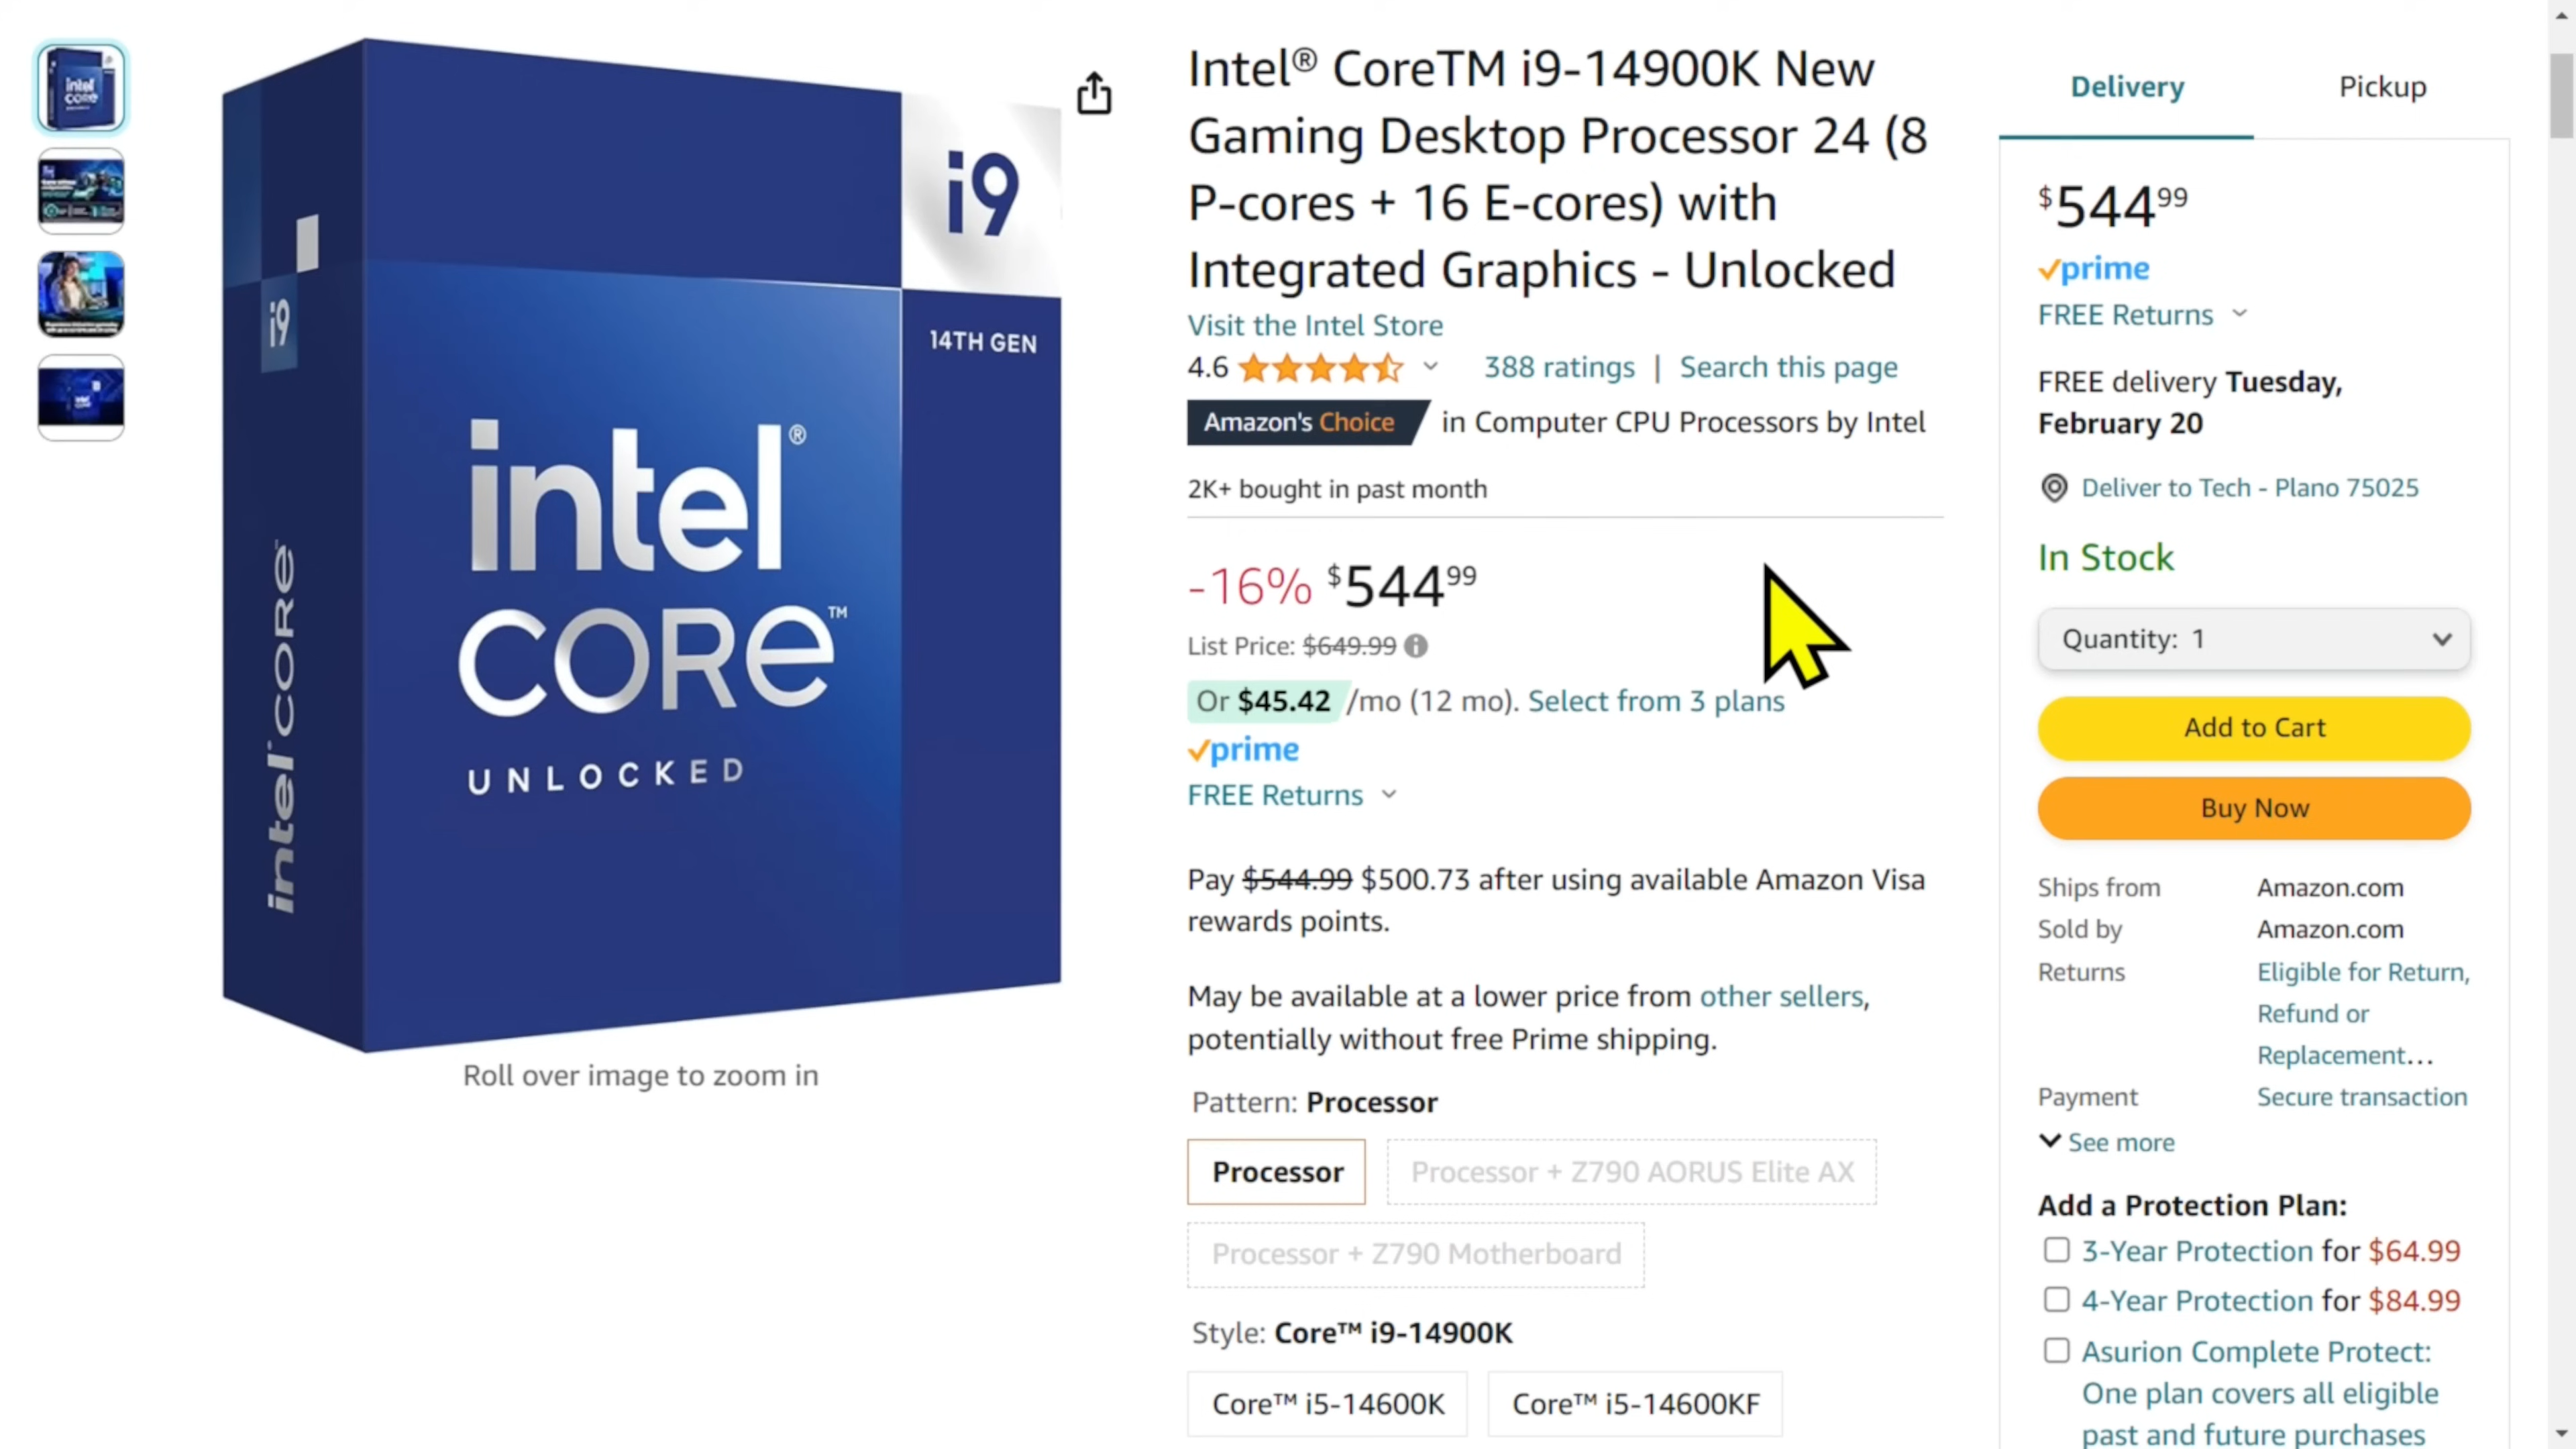 intel
CORE
i9
14TH GEN
i9
intel® CORE™
UNLOCKED
intel CORE
Roll over image to zoom in
Intel® CoreTM i9-14900K New
Gaming Desktop Processor 24 (8
P-cores + 16 E-cores) with
Integrated Graphics - Unlocked
Visit the Intel Store
4.6 388 ratings | Search this page
Amazon's Choice in Computer CPU Processors by Intel
2K+ bought in past month
-16% $544 99
List Price: $649.99
Or $45.42 /mo (12 mo). Select from 3 plans
prime
FREE Returns
Pay $544.99 $500.73 after using available Amazon Visa
rewards points.
May be available at a lower price from other sellers,
potentially without free Prime shipping.
Pattern: Processor
Processor Processor + Z790 AORUS Elite AX
Processor + Z790 Motherboard
Style: Core™ i9-14900K
Core™ i5-14600K Core™ i5-14600KF
Delivery Pickup
$544 99
prime
FREE Returns
FREE delivery Tuesday,
February 20
Deliver to Tech - Plano 75025
In Stock
Quantity: 1
Add to Cart
Buy Now
Ships from Amazon.com
Sold by Amazon.com
Returns Eligible for Return,
Refund or
Replacement...
Payment Secure transaction
See more
Add a Protection Plan:
3-Year Protection for $64.99
4-Year Protection for $84.99
Asurion Complete Protect:
One plan covers all eligible
past and future purchases